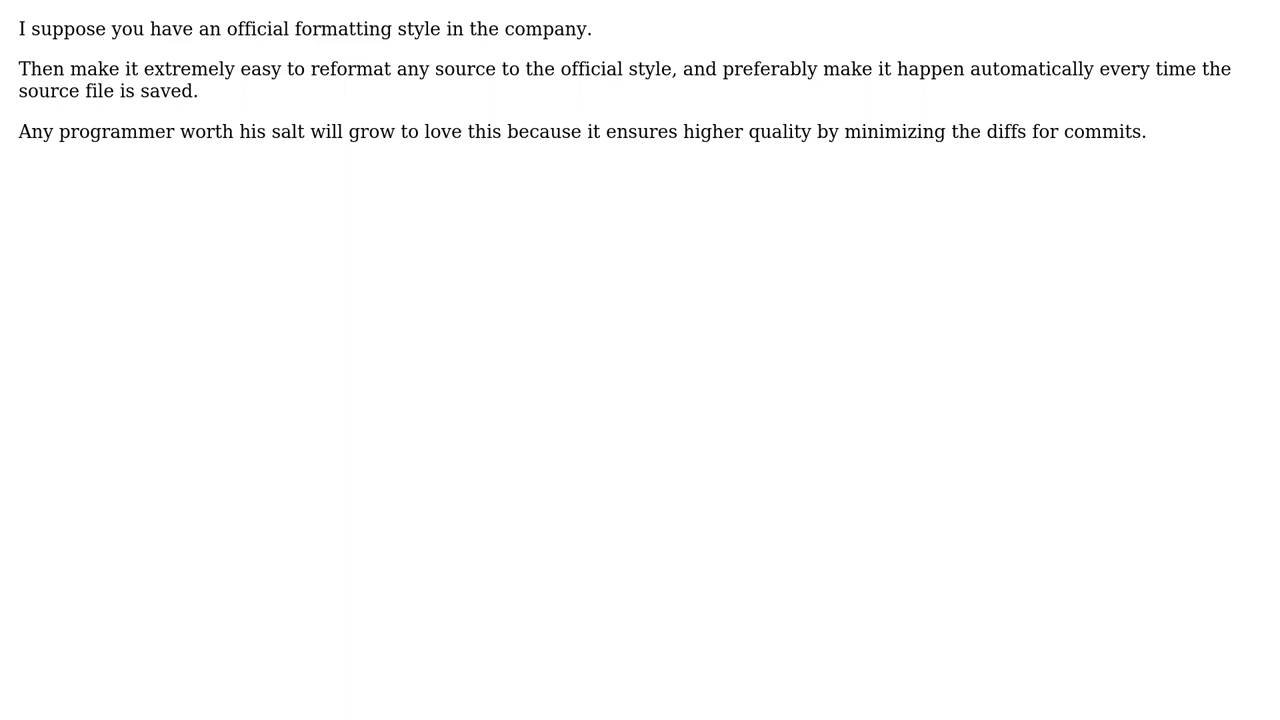 I suppose you have an official formatting style in the company.
Then make it extremely easy to reformat any source to the official style, and preferably make it happen automatically every time the
source file is saved.
Any programmer worth his salt will grow to love this because it ensures higher quality by minimizing the diffs for commits.